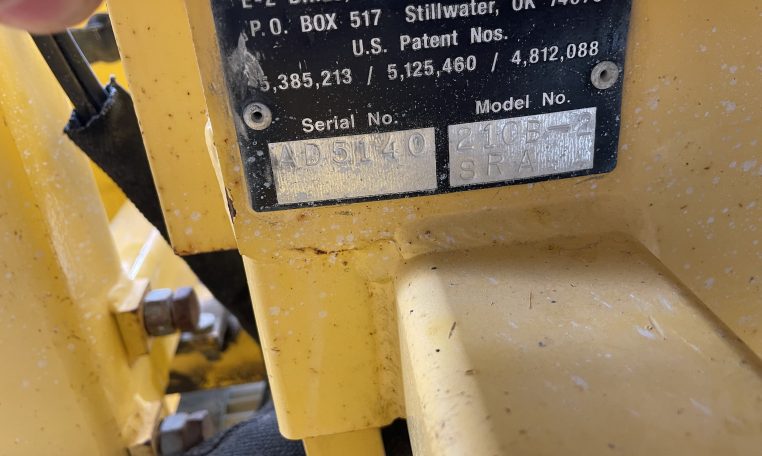 P.O. BOX 517 Stillwater, OK
U.S. Patent Nos.
5,385,213 / 5,125,460 / 4,812,088
Serial No. Model No.
AD5140 210B-2
SRA